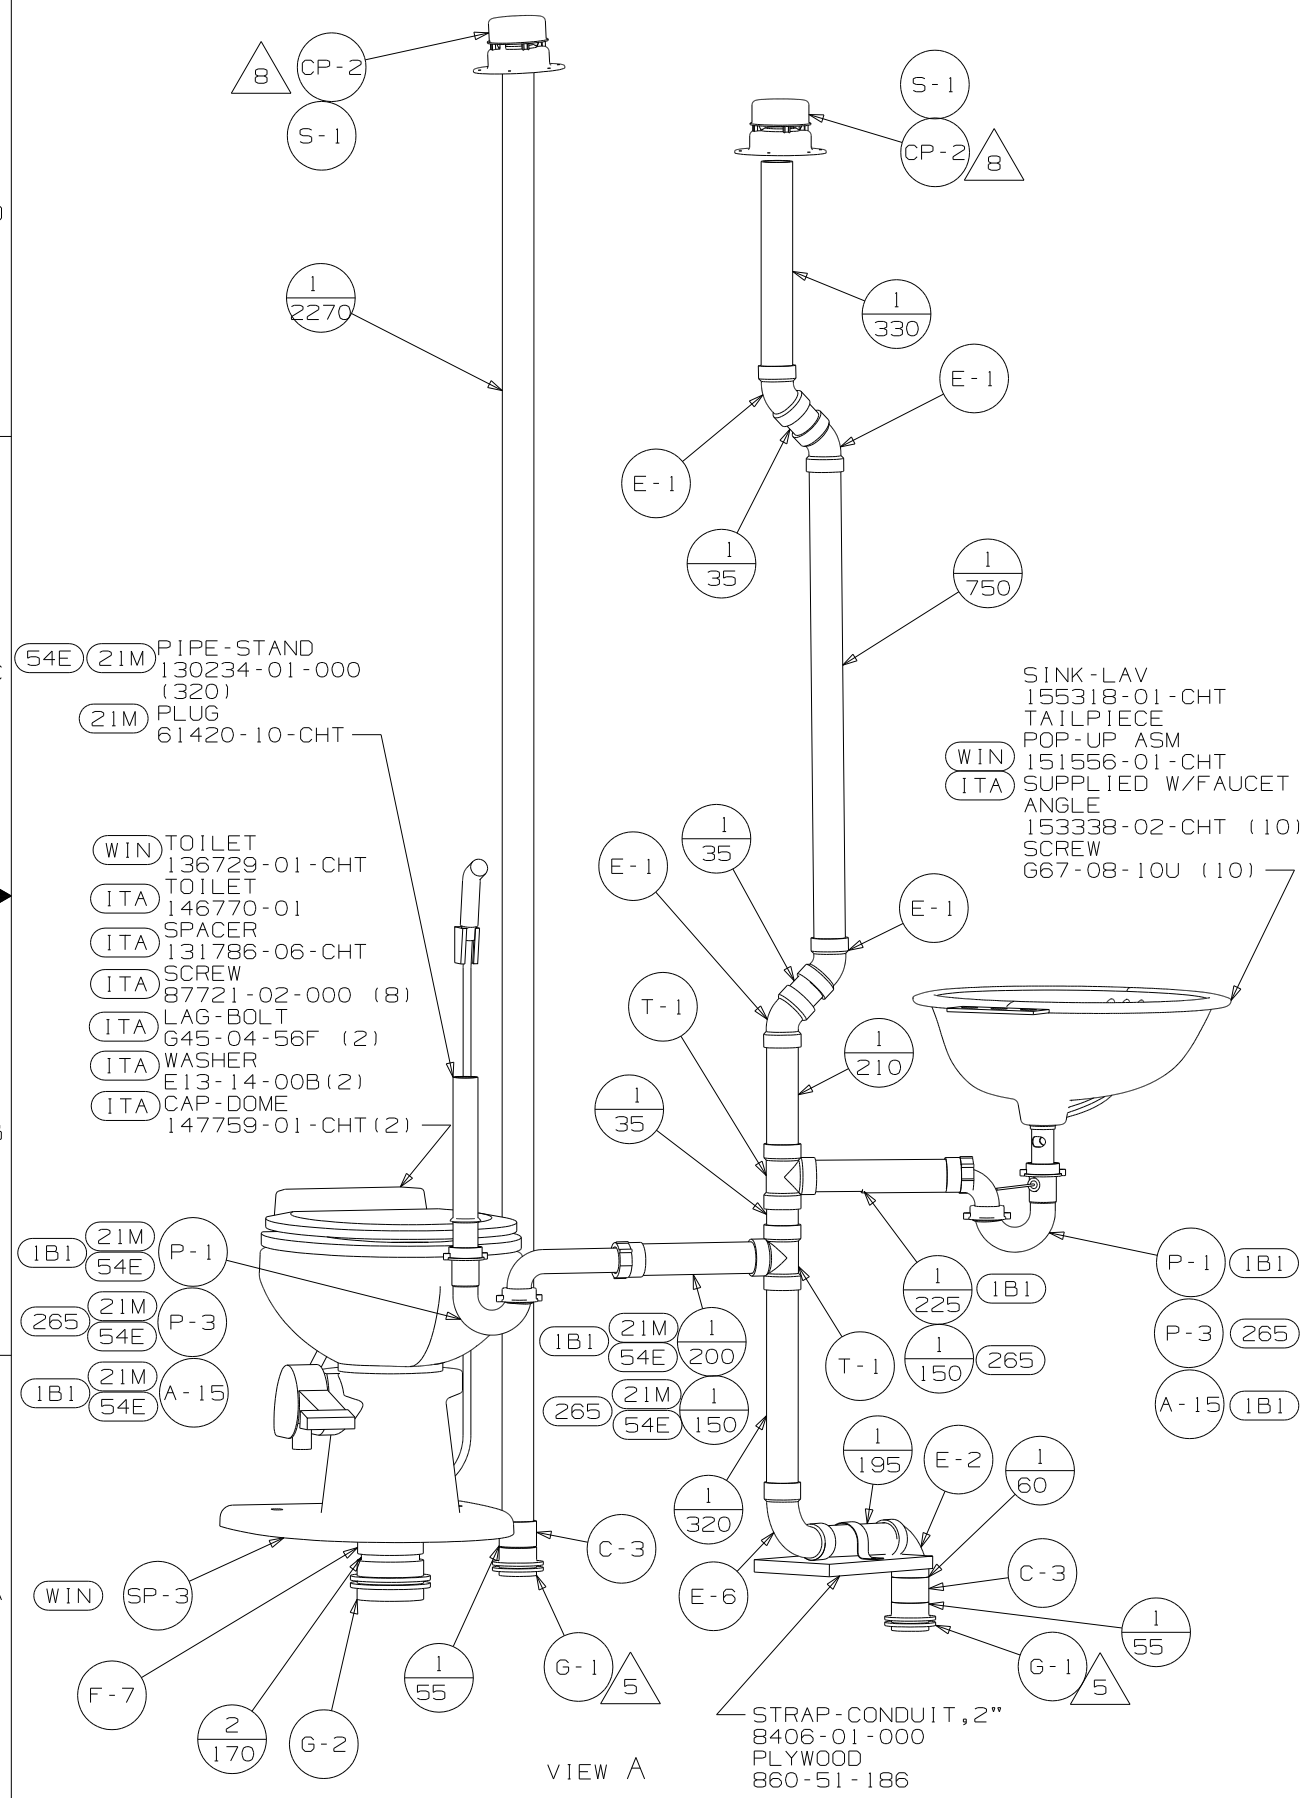 8
CP-2
S-1
S-1
CP-2
8
1
2270
1
330
E-1
E-1
1
35
1
750
54E 21M PIPE-STAND
130234-01-000
(320)
21M PLUG
61420-10-CHT
SINK-LAV
155318-01-CHT
TAILPIECE
POP-UP ASM
WIN 151556-01-CHT
ITA SUPPLIED W/FAUCET
ANGLE
153338-02-CHT (10)
SCREW
G67-08-10U (10)
WIN TOILET
136729-01-CHT
ITA TOILET
146770-01
ITA SPACER
131786-06-CHT
ITA SCREW
87721-02-000 (8)
ITA LAG-BOLT
G45-04-56F (2)
ITA WASHER
E13-14-00B(2)
ITA CAP-DOME
147759-01-CHT(2)
1
35
E-1
E-1
T-1
1
210
1
35
1B1 21M 54E P-1
265 21M 54E P-3
1B1 21M 54E A-15
1B1 21M 54E 1
200
265 21M 54E 1
150
T-1
1
225 1B1
1
150 265
P-1 1B1
P-3 265
A-15 1B1
1
195
E-2
1
60
1
320
C-3
E-6
C-3
WIN SP-3
F-7
2
170
G-2
1
55
G-1 5
1
55
G-1 5
STRAP-CONDUIT,2"
8406-01-000
PLYWOOD
860-51-186
VIEW A